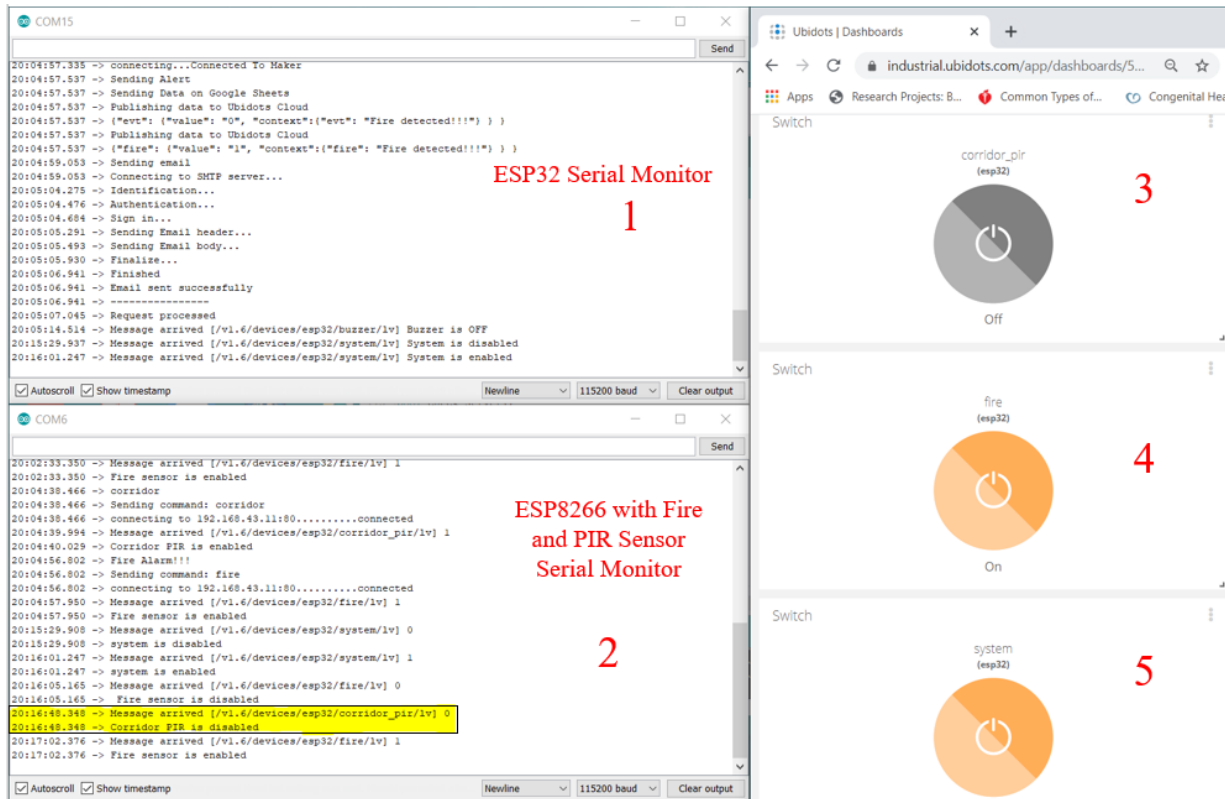 COM15
Send
20:04:57.335 -> connecting...Connected To Maker
20:04:57.537 -> Sending Alert
20:04:57.537 -> Sending Data on Google Sheets
20:04:57.537 -> Publishing data to Ubidots Cloud
20:04:57.537 -> {"evt": {"value": "0", "context":{"evt": "Fire detected!!!"} } }
20:04:57.537 -> Publishing data to Ubidots Cloud
20:04:57.537 -> {"fire": {"value": "1", "context":{"fire": "Fire detected!!!"} } }
20:04:59.053 -> Sending email
20:04:59.053 -> Connecting to SMTP server...
20:05:04.275 -> Identification...
20:05:04.476 -> Authentication...
20:05:04.684 -> Sign in...
20:05:05.291 -> Sending Email header...
20:05:05.493 -> Sending Email body...
20:05:05.930 -> Finalize...
20:05:06.941 -> Finished
20:05:06.941 -> Email sent successfully
20:05:06.941 -> ----------------
20:05:07.045 -> Request processed
20:05:14.514 -> Message arrived [/v1.6/devices/esp32/buzzer/lv] Buzzer is OFF
20:15:29.937 -> Message arrived [/v1.6/devices/esp32/system/lv] System is disabled
20:16:01.247 -> Message arrived [/v1.6/devices/esp32/system/lv] System is enabled
ESP32 Serial Monitor
1
Autoscroll Show timestamp Newline 115200 baud Clear output
COM6
Send
20:02:33.350 -> Message arrived [/v1.6/devices/esp32/fire/lv] 1
20:02:33.350 -> Fire sensor is enabled
20:04:38.466 -> corridor
20:04:38.466 -> Sending command: corridor
20:04:38.466 -> connecting to 192.168.43.11:80..........connected
20:04:39.994 -> Message arrived [/v1.6/devices/esp32/corridor_pir/lv] 1
20:04:40.029 -> Corridor PIR is enabled
20:04:56.802 -> Fire Alarm!!!
20:04:56.802 -> Sending command: fire
20:04:56.802 -> connecting to 192.168.43.11:80..........connected
20:04:57.950 -> Message arrived [/v1.6/devices/esp32/fire/lv] 1
20:04:57.950 -> Fire sensor is enabled
20:15:29.908 -> Message arrived [/v1.6/devices/esp32/system/lv] 0
20:15:29.908 -> system is disabled
20:16:01.247 -> Message arrived [/v1.6/devices/esp32/system/lv] 1
20:16:01.247 -> system is enabled
20:16:05.165 -> Message arrived [/v1.6/devices/esp32/fire/lv] 0
20:16:05.165 -> Fire sensor is disabled
20:16:48.348 -> Message arrived [/v1.6/devices/esp32/corridor_pir/lv] 0
20:16:48.348 -> Corridor PIR is disabled
20:17:02.376 -> Message arrived [/v1.6/devices/esp32/fire/lv] 1
20:17:02.376 -> Fire sensor is enabled
ESP8266 with Fire
and PIR Sensor
Serial Monitor
2
Autoscroll Show timestamp Newline 115200 baud Clear output
Ubidots | Dashboards
industrial.ubidots.com/app/dashboards/5...
Apps Research Projects: B... Common Types of... Congenital Hea
Switch
corridor_pir
(esp32)
3
Off
Switch
fire
(esp32)
4
On
Switch
system
(esp32)
5